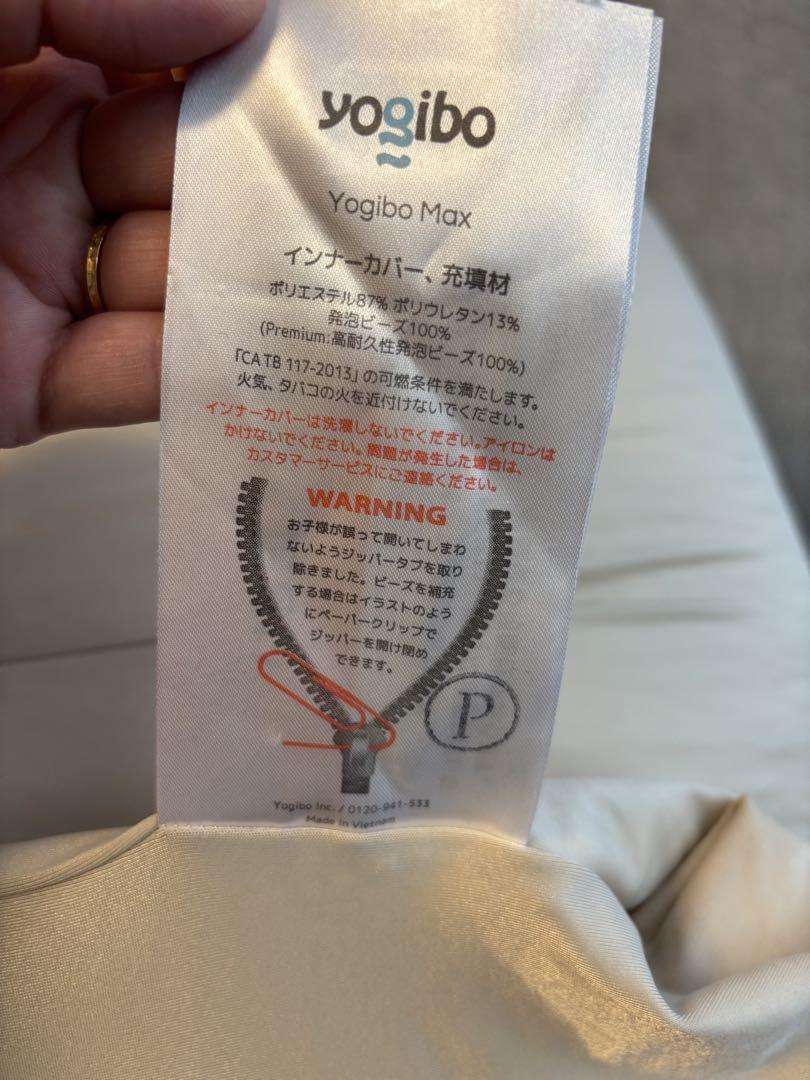 yogibo
Yogibo Max
インナーカバー、充填材
ポリエステル87% ポリウレタン13%
発泡ビーズ100%
(Premium:高耐久性発泡ビーズ100%)
「CA TB 117-2013」の可燃条件を満たします。
火気、タバコの火を近付けないでください。
インナーカバーは洗濯しないでください。アイロンは
かけないでください。問題が発生した場合は、
カスタマーサービスにご連絡ください。
WARNING
お子様が誤って開いてしまわ
ないようジッパータブを取り
除きました。ビーズを補充
する場合はイラストのよう
にペーパークリップで
ジッパーを開け閉め
できます。
P
Yogibo Inc. / 0120-941-533
Made in Vietnam